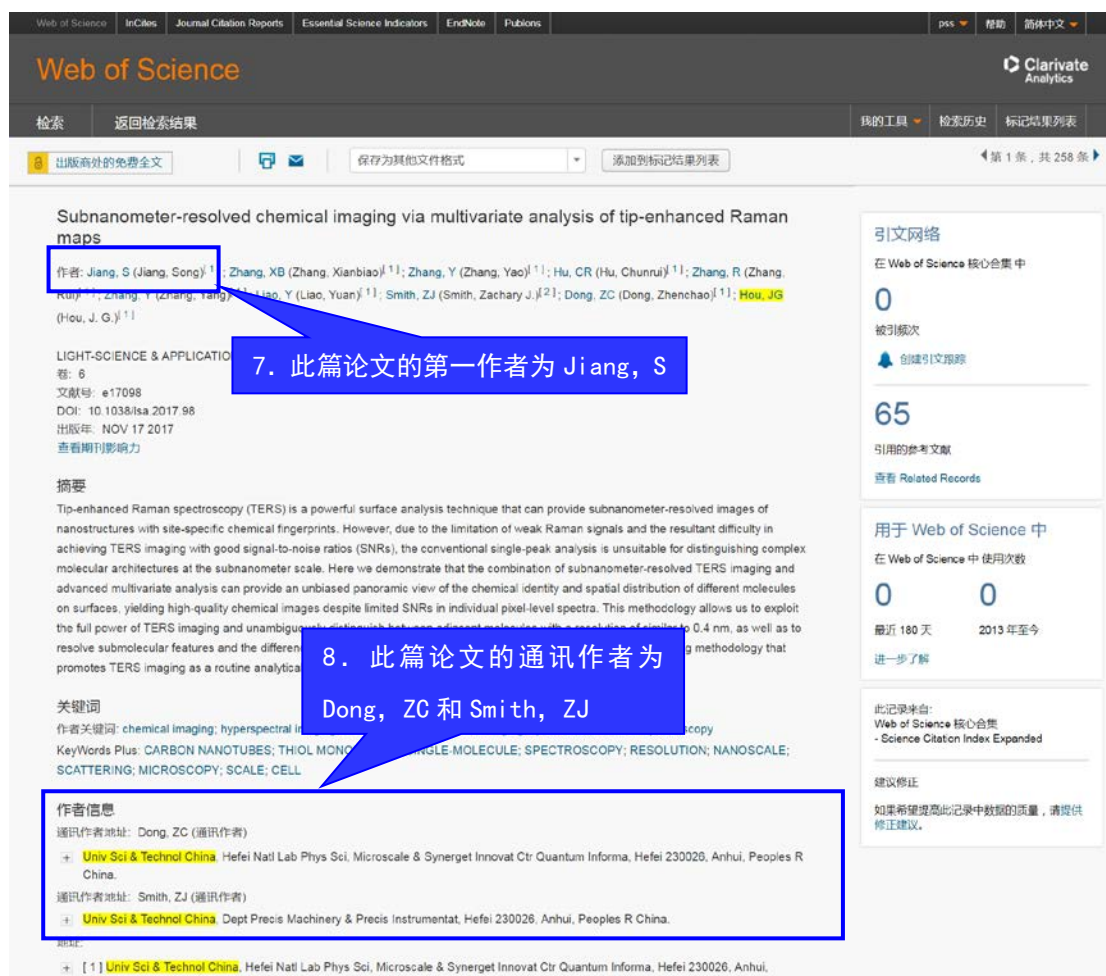 Web of Science InCites Journal Citation Reports Essential Science Indicators EndNote Publons pss 帮助 简体中文
Web of Science
Clarivate
Analytics
检索 返回检索结果 我的工具 检索历史 标记结果列表
出版商处的免费全文 保存为其他文件格式 添加到标记结果列表 第 1 条，共 258 条
Subnanometer-resolved chemical imaging via multivariate analysis of tip-enhanced Raman
maps
作者: Jiang, S (Jiang, Song)[ 1 ]; Zhang, XB (Zhang, Xianbiao)[ 1 ]; Zhang, Y (Zhang, Yao)[ 1 ]; Hu, CR (Hu, Chunrui)[ 1 ]; Zhang, R (Zhang,
Zhang, Y (Zhang, Yang) Liao, Y (Liao, Yuan)[ 1 ]; Smith, ZJ (Smith, Zachary J.)[ 2 ]; Dong, ZC (Dong, Zhenchao)[ 1 ]; Hou, JG
(Hou, J. G.)[ 1 ]
7. 此篇论文的第一作者为 Jiang, S
LIGHT-SCIENCE & APPLICATIO
卷: 6
文献号: e17098
DOI: 10.1038/lsa.2017.98
出版年: NOV 17 2017
查看期刊影响力
摘要
Tip-enhanced Raman spectroscopy (TERS) is a powerful surface analysis technique that can provide subnanometer-resolved images of
nanostructures with site-specific chemical fingerprints. However, due to the limitation of weak Raman signals and the resultant difficulty in
achieving TERS imaging with good signal-to-noise ratios (SNRs), the conventional single-peak analysis is unsuitable for distinguishing complex
molecular architectures at the subnanometer scale. Here we demonstrate that the combination of subnanometer-resolved TERS imaging and
advanced multivariate analysis can provide an unbiased panoramic view of the chemical identity and spatial distribution of different molecules
on surfaces, yielding high-quality chemical images despite limited SNRs in individual pixel-level spectra. This methodology allows us to exploit
the full power of TERS imaging and unambiguously distinguish between adjacent molecules with a resolution of similar to 0.4 nm, as well as to
resolve submolecular features and the differen g methodology that
promotes TERS imaging as a routine analytica
8. 此篇论文的通讯作者为
Dong, ZC 和 Smith, ZJ
关键词
作者关键词: chemical imaging; hyperspectral i scopy
KeyWords Plus: CARBON NANOTUBES; THIOL MONO NGLE-MOLECULE; SPECTROSCOPY; RESOLUTION; NANOSCALE;
SCATTERING; MICROSCOPY; SCALE; CELL
作者信息
通讯作者地址: Dong, ZC (通讯作者)
Univ Sci & Technol China, Hefei Natl Lab Phys Sci, Microscale & Synerget Innovat Ctr Quantum Informa, Hefei 230026, Anhui, Peoples R
China.
通讯作者地址: Smith, ZJ (通讯作者)
Univ Sci & Technol China, Dept Precis Machinery & Precis Instrumentat, Hefei 230026, Anhui, Peoples R China.
地址:
[ 1 ] Univ Sci & Technol China, Hefei Natl Lab Phys Sci, Microscale & Synerget Innovat Ctr Quantum Informa, Hefei 230026, Anhui,
引文网络
在 Web of Science 核心合集 中
0
被引频次
创建引文跟踪
65
引用的参考文献
查看 Related Records
用于 Web of Science 中
在 Web of Science 中 使用次数
0 0
最近 180 天 2013 年至今
进一步了解
此记录来自:
Web of Science 核心合集
- Science Citation Index Expanded
建议修正
如果希望提高此记录中数据的质量，请提供
修正建议。